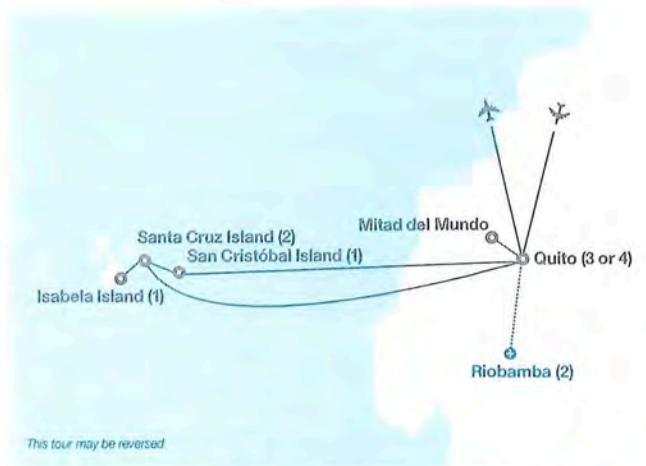 Mitad del Mundo
Santa Cruz Island (2)
San Cristóbal Island (1)
Quito (3 or 4)
Isabela Island (1)
Riobamba (2)
This tour may be reversed